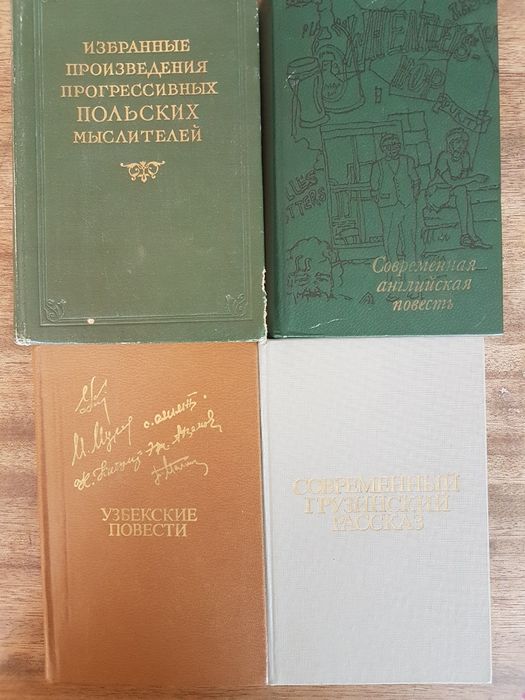 ИЗБРАННЫЕ
ПРОИЗВЕДЕНИЯ
ПРОГРЕССИВНЫХ
ПОЛЬСКИХ
МЫСЛИТЕЛЕЙ
Современная
английская
повесть
УЗБЕКСКИЕ
ПОВЕСТИ
СОВРЕМЕННЫЙ
ГРУЗИНСКИЙ
РАССКАЗ